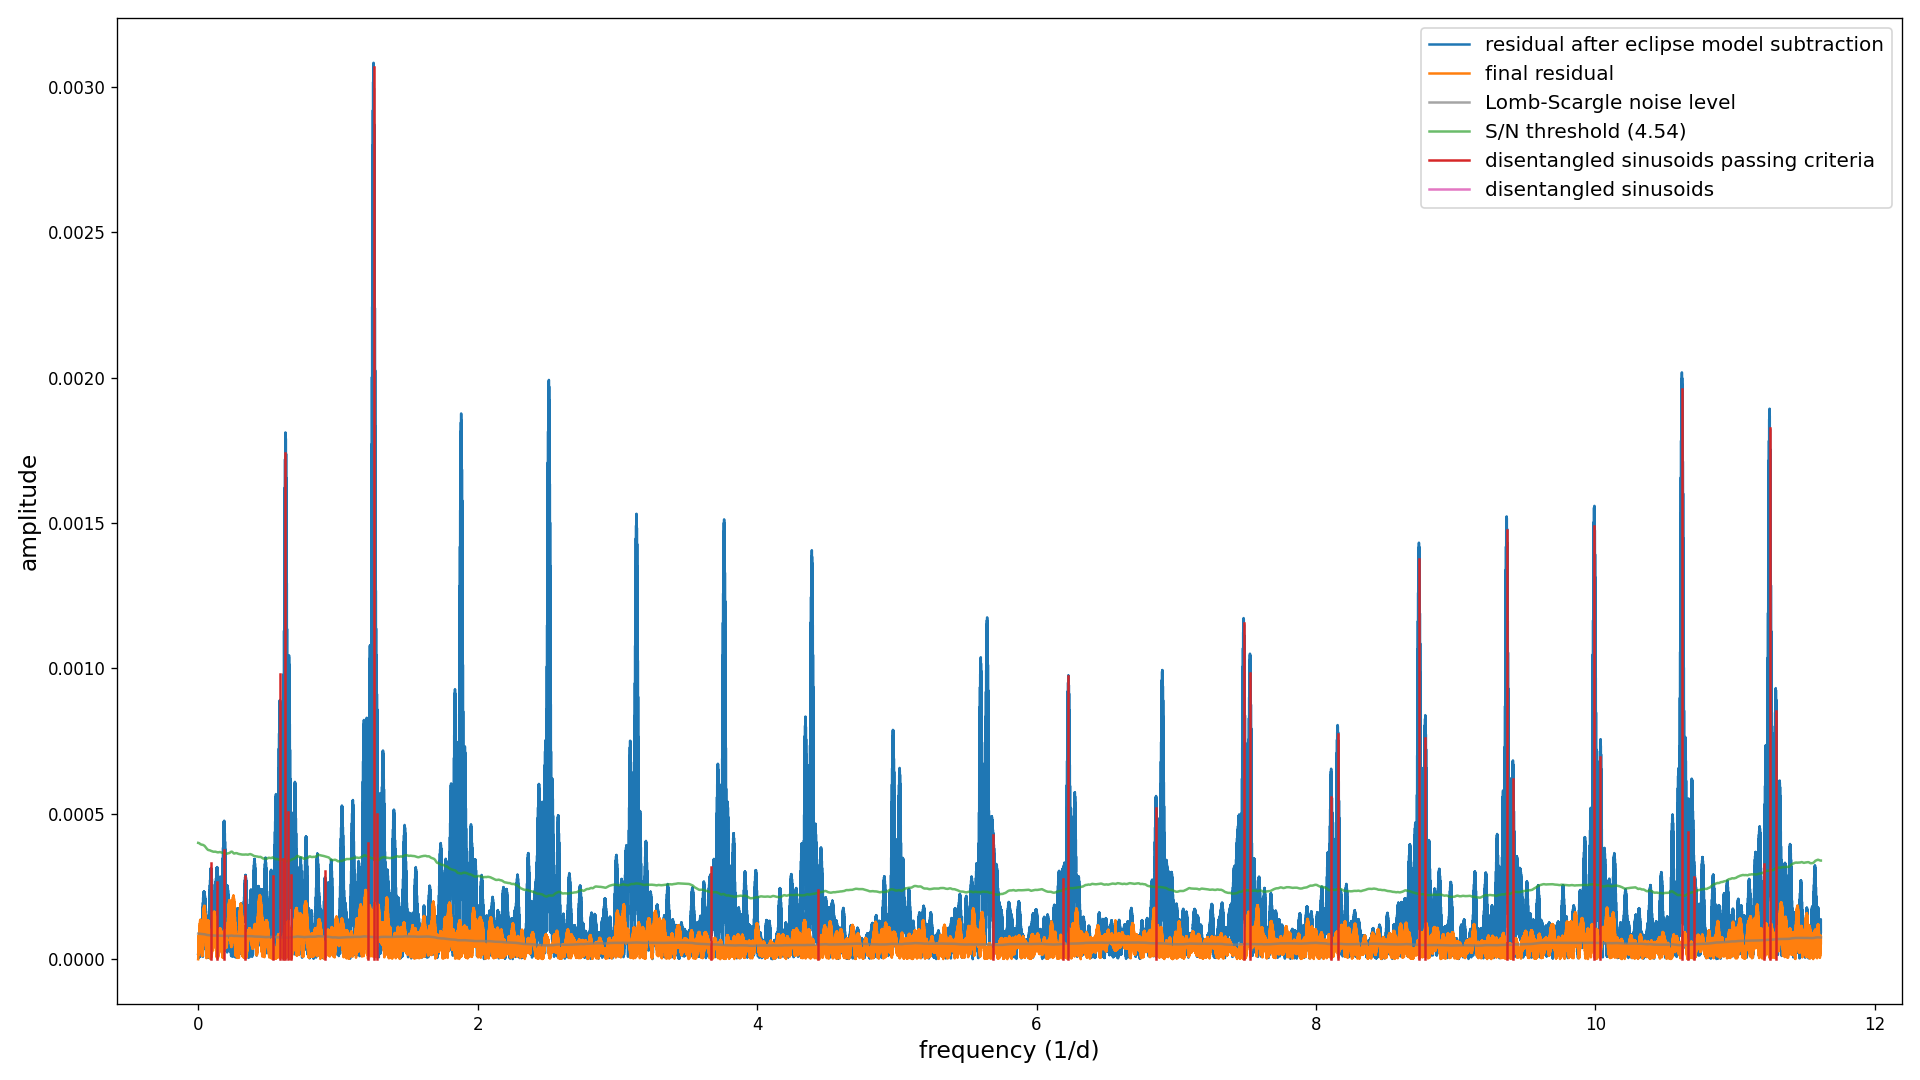 residual after eclipse model subtraction
final residual
Lomb-Scargle noise level
S/N threshold (4.54)
disentangled sinusoids passing criteria
disentangled sinusoids
amplitude
0.0030
0.0025
0.0020
0.0015
0.0010
0.0005
0.0000
0 2 4 6 8 10 12
frequency (1/d)